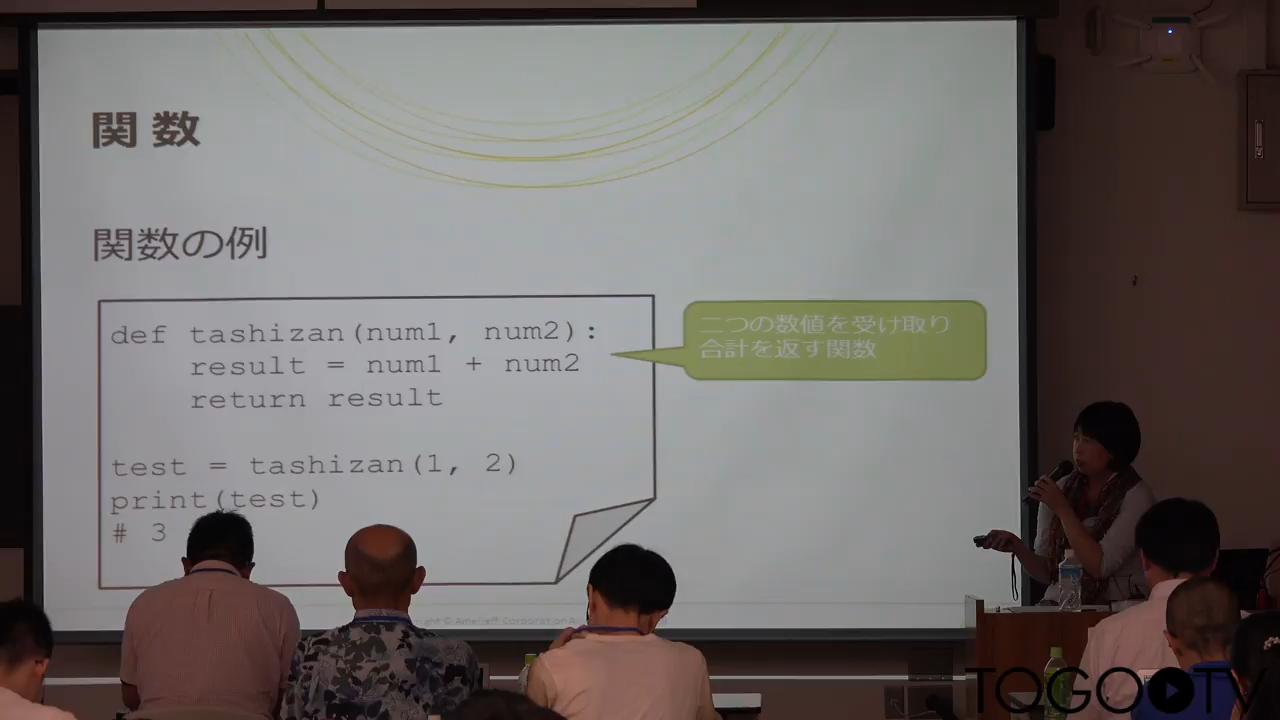 関数
関数の例
def tashizan(num1, num2):
    result = num1 + num2
    return result
test = tashizan(1, 2)
print(test)
# 3
二つの数値を受け取り
合計を返す関数
© Amelieff Corporation
TOGOTV